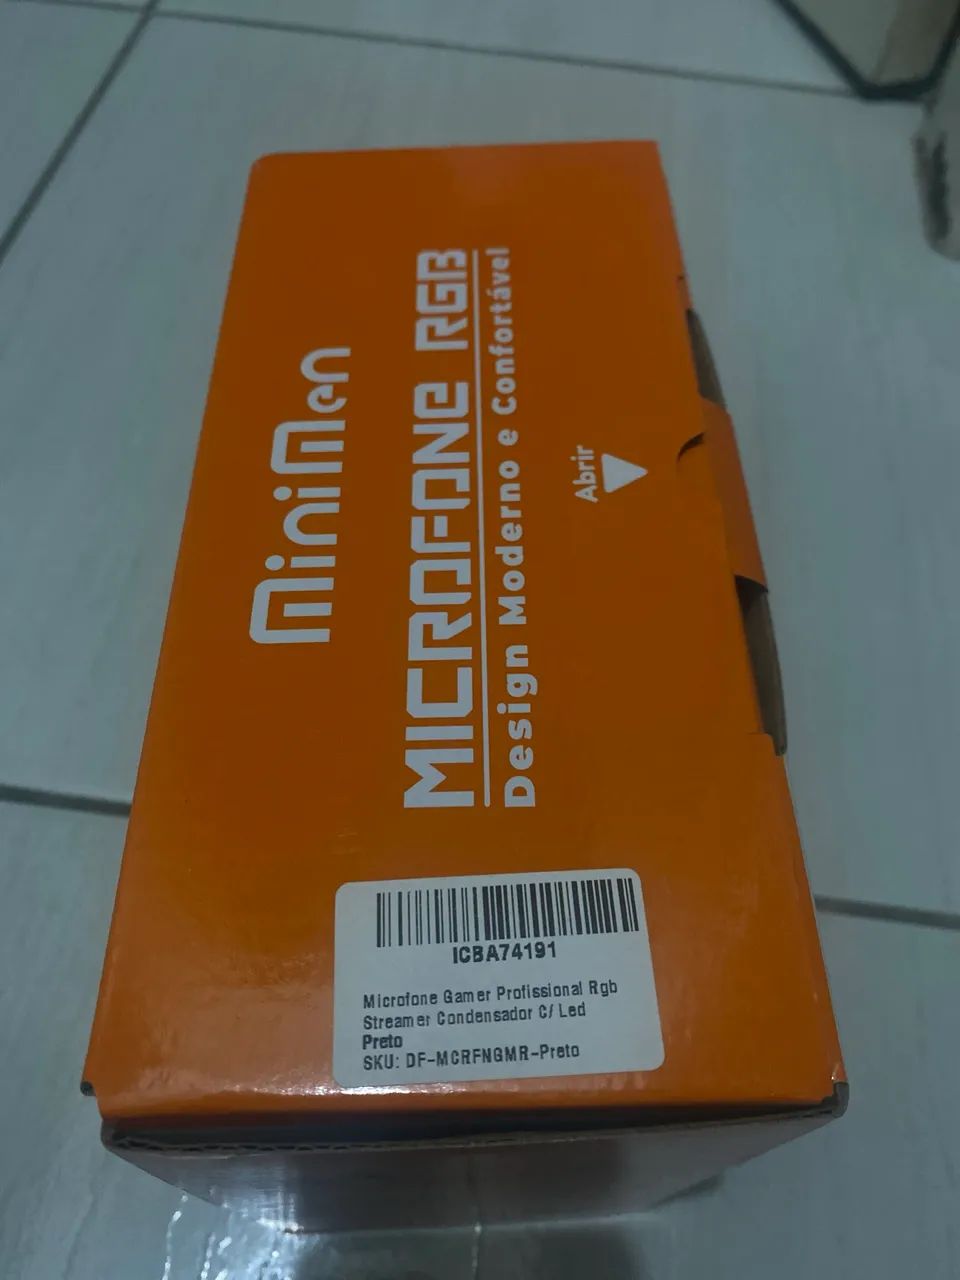 MiniMen
MICROFONE RGB
Design Moderno e Confortável
Abrir
ICBA74191
Microfone Gamer Profissional Rgb
Streamer Condensador C/ Led
Preto
SKU: DF-MCRFNGMR-Preto